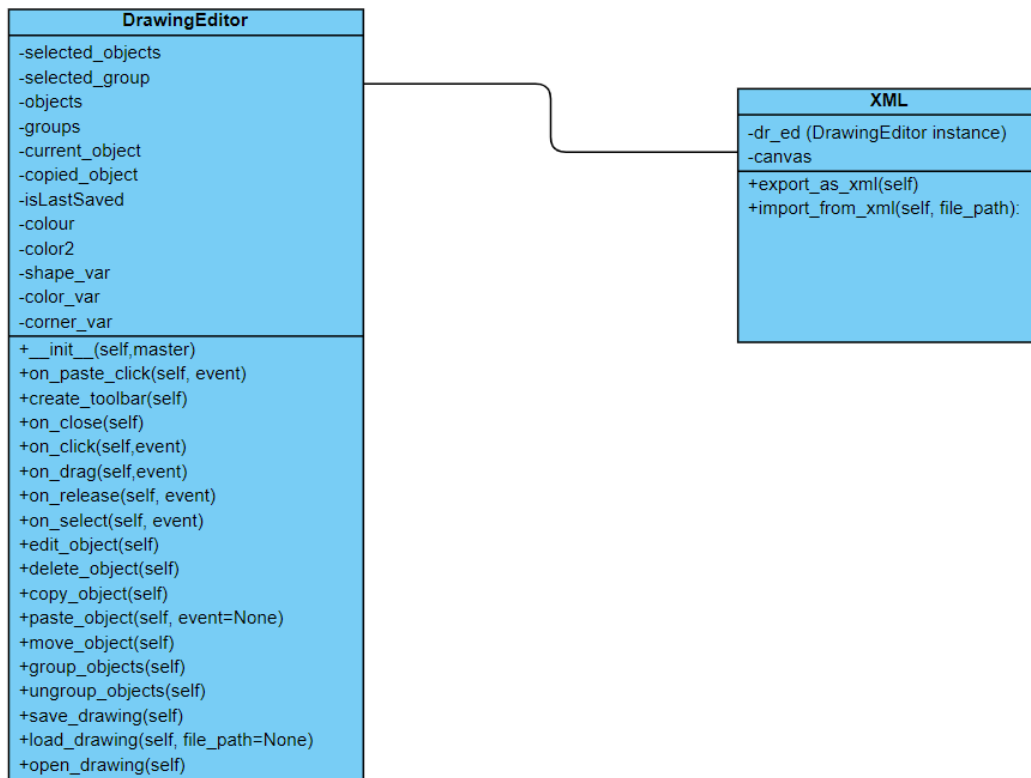 DrawingEditor
-selected_objects
-selected_group
-objects
-groups
-current_object
-copied_object
-isLastSaved
-colour
-color2
-shape_var
-color_var
-corner_var
+__init__(self,master)
+on_paste_click(self, event)
+create_toolbar(self)
+on_close(self)
+on_click(self,event)
+on_drag(self,event)
+on_release(self, event)
+on_select(self, event)
+edit_object(self)
+delete_object(self)
+copy_object(self)
+paste_object(self, event=None)
+move_object(self)
+group_objects(self)
+ungroup_objects(self)
+save_drawing(self)
+load_drawing(self, file_path=None)
+open_drawing(self)
XML
-dr_ed (DrawingEditor instance)
-canvas
+export_as_xml(self)
+import_from_xml(self, file_path):